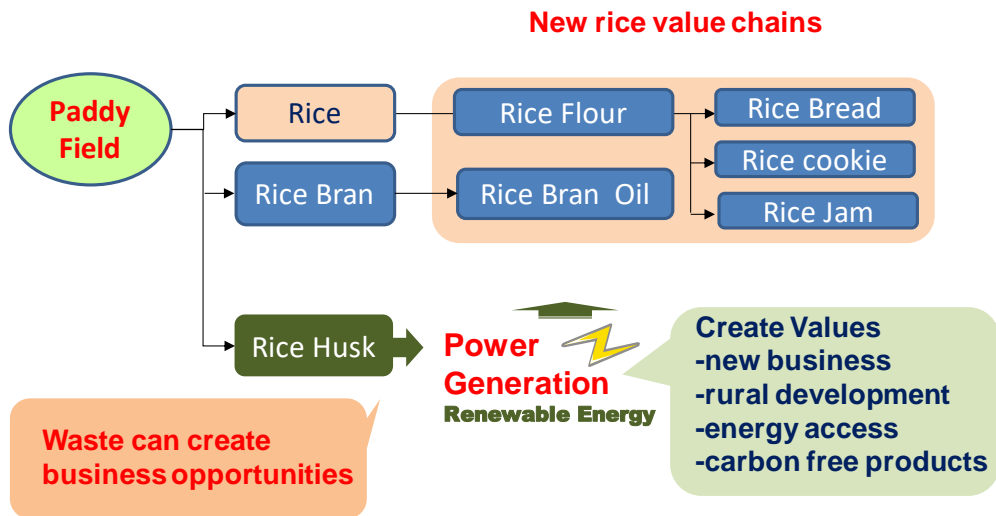 New rice value chains
Paddy
Field
Rice
Rice Flour
Rice Bread
Rice cookie
Rice Jam
Rice Bran
Rice Bran Oil
Rice Husk
Power
Generation
Renewable Energy
Create Values
-new business
-rural development
-energy access
-carbon free products
Waste can create
business opportunities